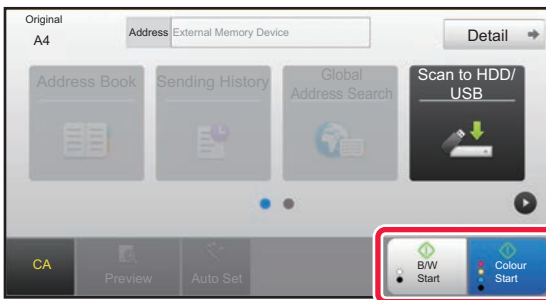 Original
A4
Address External Memory Device
Detail
Address Book
Sending History
Global
Address Search
Scan to HDD/
USB
CA
Preview
Auto Set
B/W
Start
Colour
Start